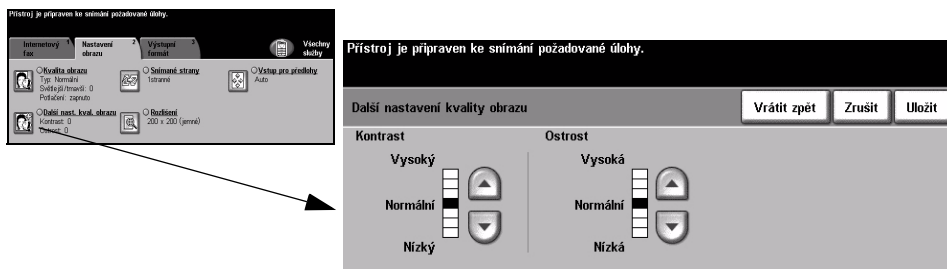 Přístroj je připraven ke snímání požadované úlohy.
Internetový fax 1
Nastavení obrazu 2
Výstupní formát 3
Všechny služby
Kvalita obrazu
Typ: Normální
Světlejší/tmavší: 0
Potlačení: zapnuto
Snímané strany
1stranné
Vstup pro předlohy
Auto
Další nast. kval. obrazu
Kontrast: 0
Ostrost: 0
Rozlišení
200 x 200 (jemné)
Přístroj je připraven ke snímání požadované úlohy.
Další nastavení kvality obrazu
Vrátit zpět
Zrušit
Uložit
Kontrast
Ostrost
Vysoký
Normální
Nízký
Vysoká
Normální
Nízká